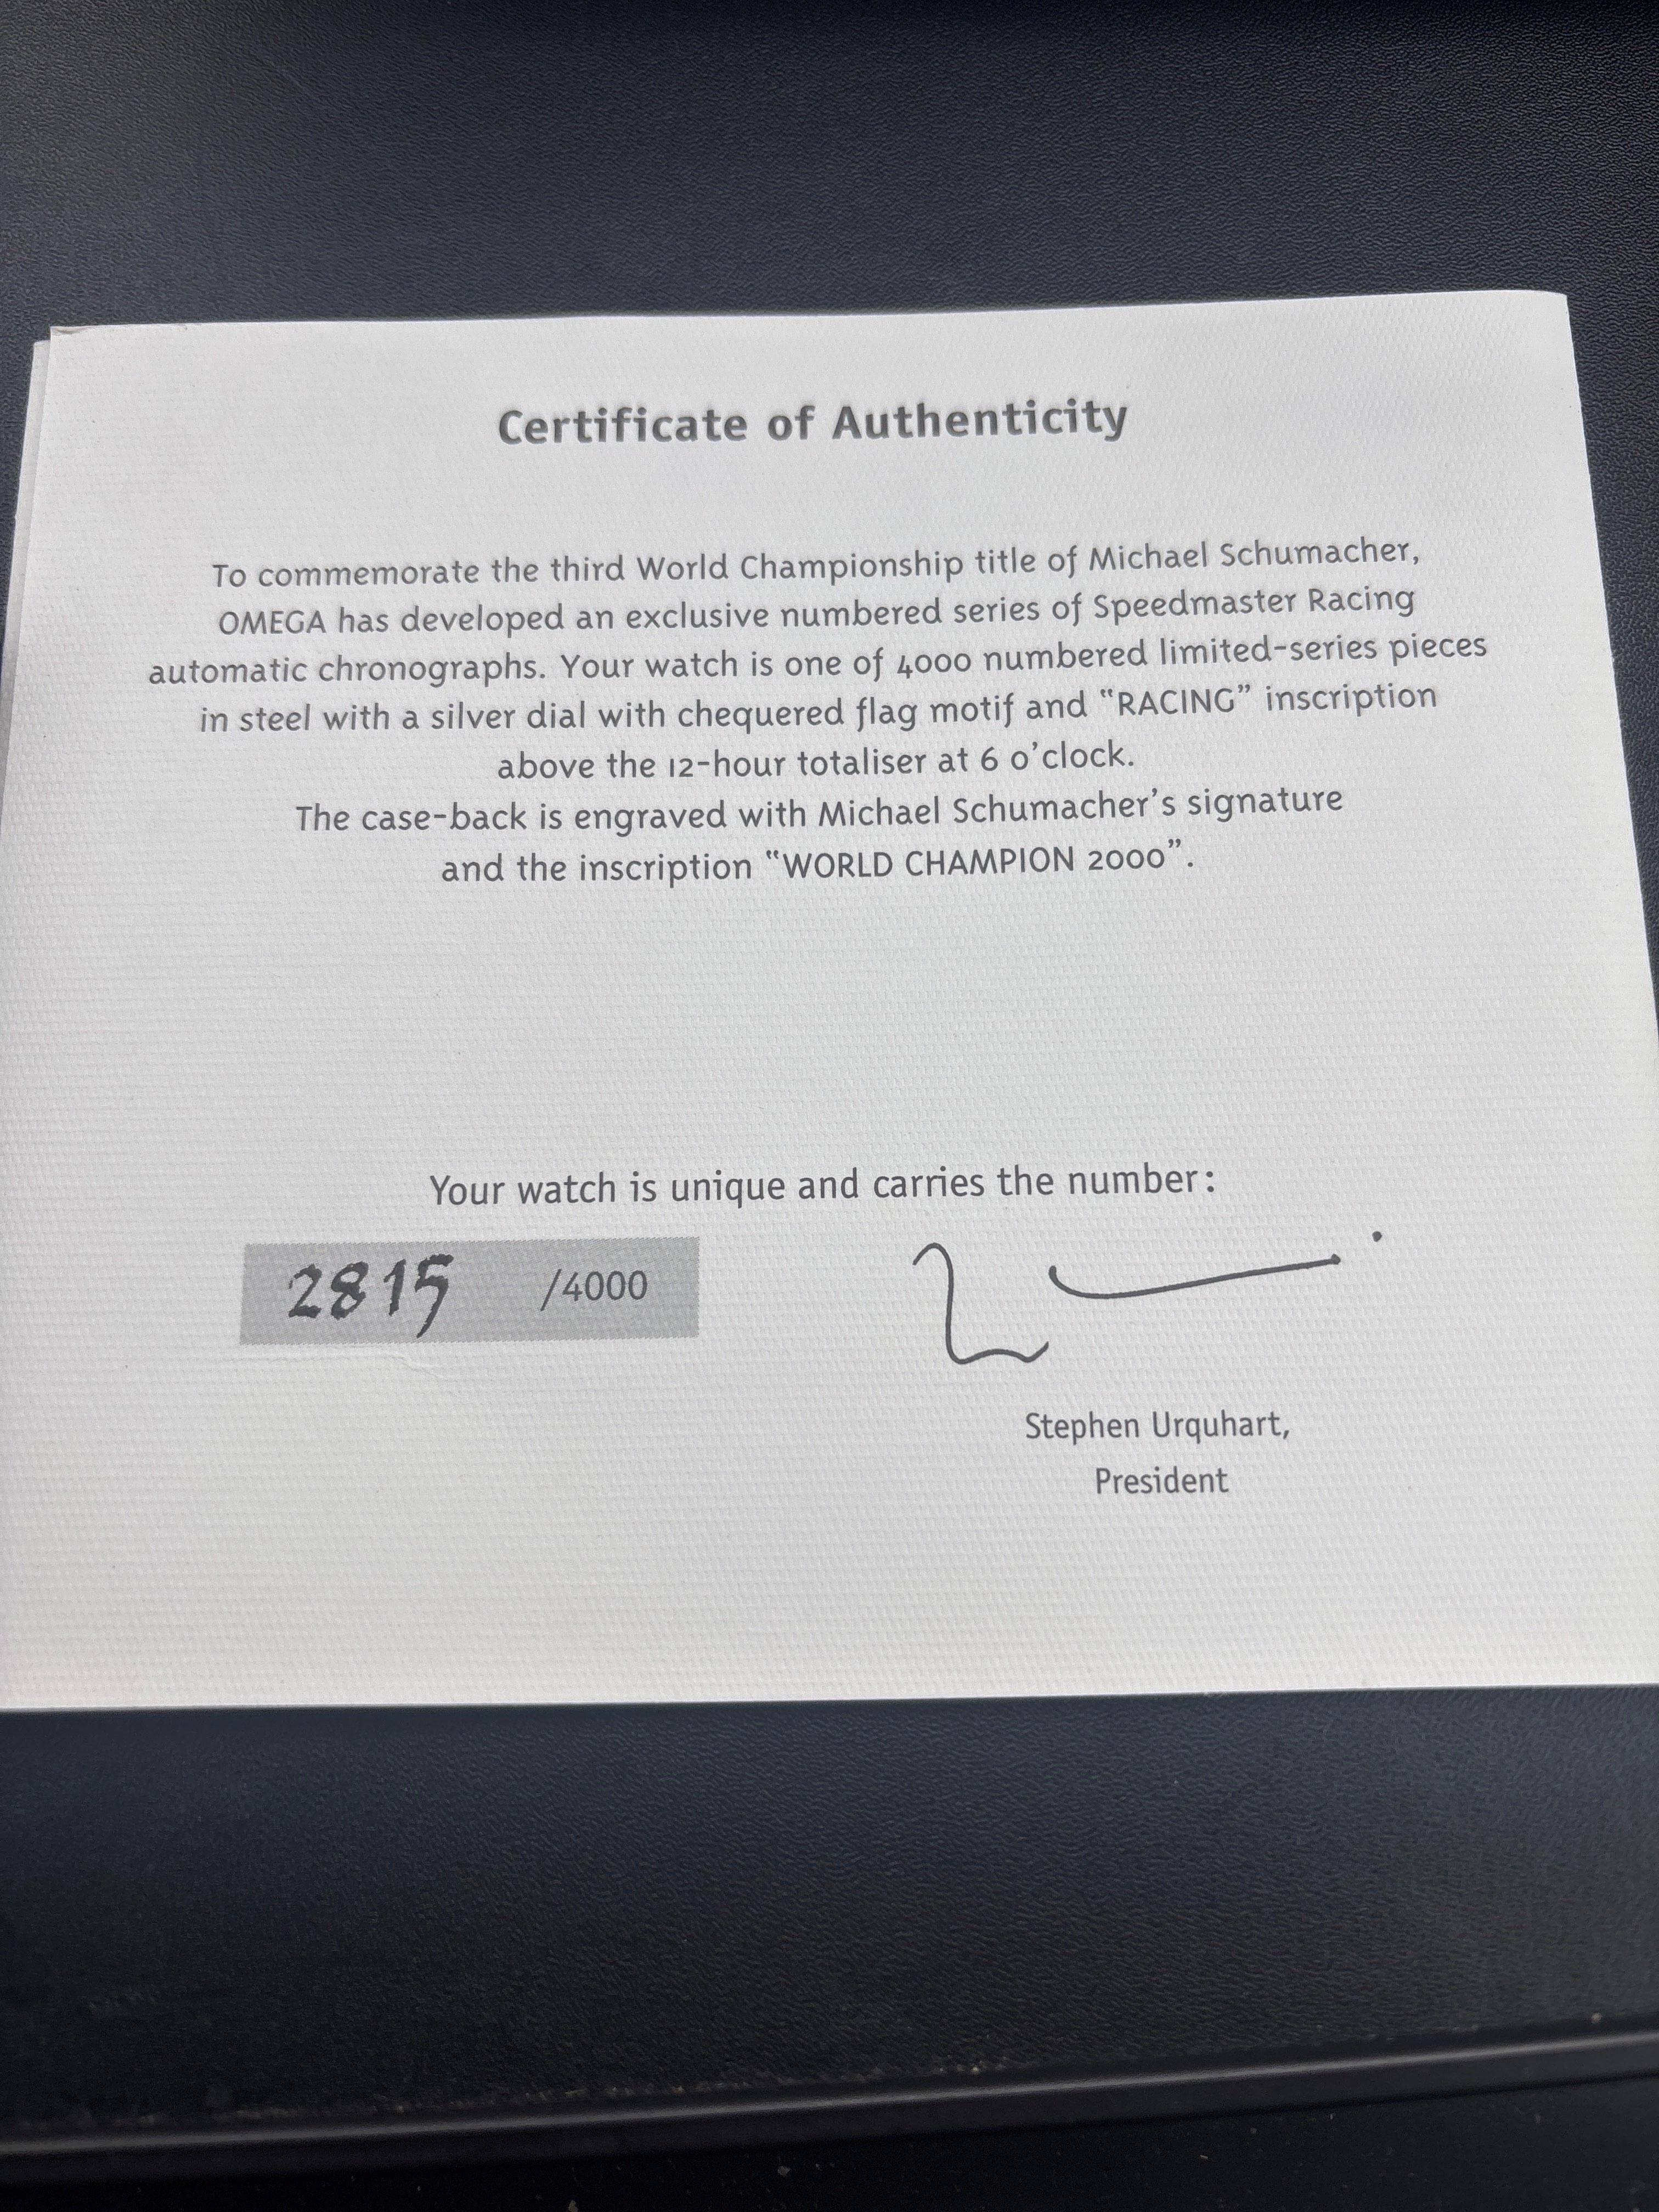 Certificate of Authenticity
To commemorate the third World Championship title of Michael Schumacher,
OMEGA has developed an exclusive numbered series of Speedmaster Racing
automatic chronographs. Your watch is one of 4000 numbered limited-series pieces
in steel with a silver dial with chequered flag motif and “RACING” inscription
above the 12-hour totaliser at 6 o’clock.
The case-back is engraved with Michael Schumacher’s signature
and the inscription “WORLD CHAMPION 2000”.
Your watch is unique and carries the number:
2815 /4000
Stephen Urquhart,
President